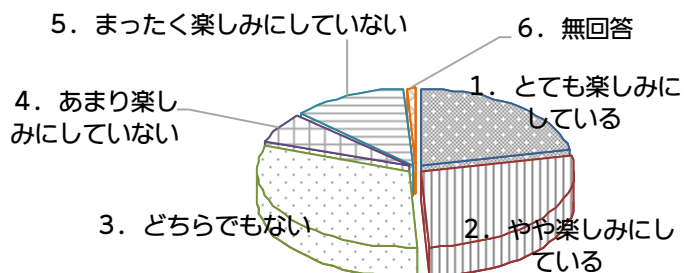 5．まったく楽しみにしていない
6．無回答
1．とても楽しみに
している
4．あまり楽し
みにしていない
3．どちらでもない
2．やや楽しみにし
ている